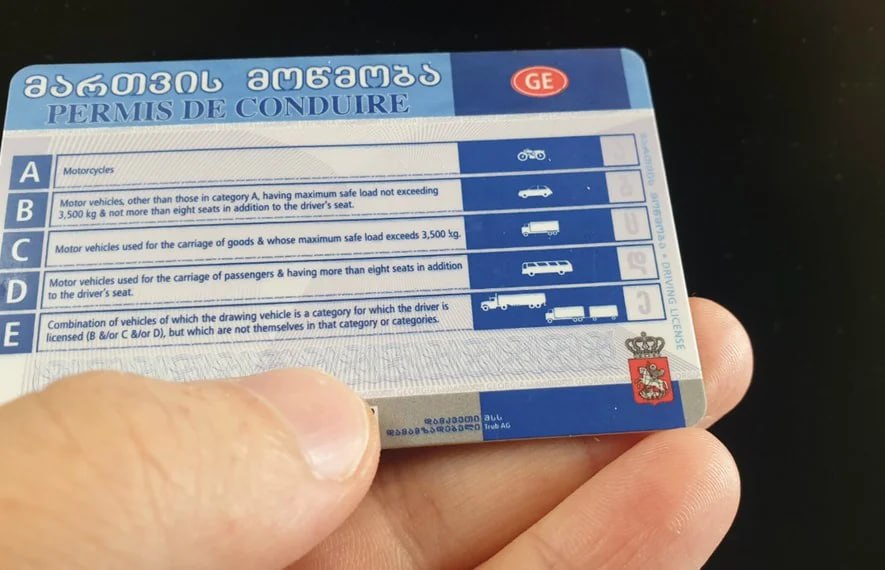 მართვის მოწმობა
PERMIS DE CONDUIRE
GE
A
Motorcycles
B
Motor vehicles, other than those in category A, having maximum safe load not exceeding
3,500 kg & not more than eight seats in addition to the driver's seat.
C
Motor vehicles used for the carriage of goods & whose maximum safe load exceeds 3,500 kg.
D
Motor vehicles used for the carriage of passengers & having more than eight seats in addition
to the driver's seat.
E
Combination of vehicles of which the drawing vehicle is a category for which the driver is
licensed (B &/or C &/or D), but which are not themselves in that category or categories.
მართვის მოწმობა • DRIVING LICENSE
დამკვეთი შსს
დამამზადებელი Trub AG